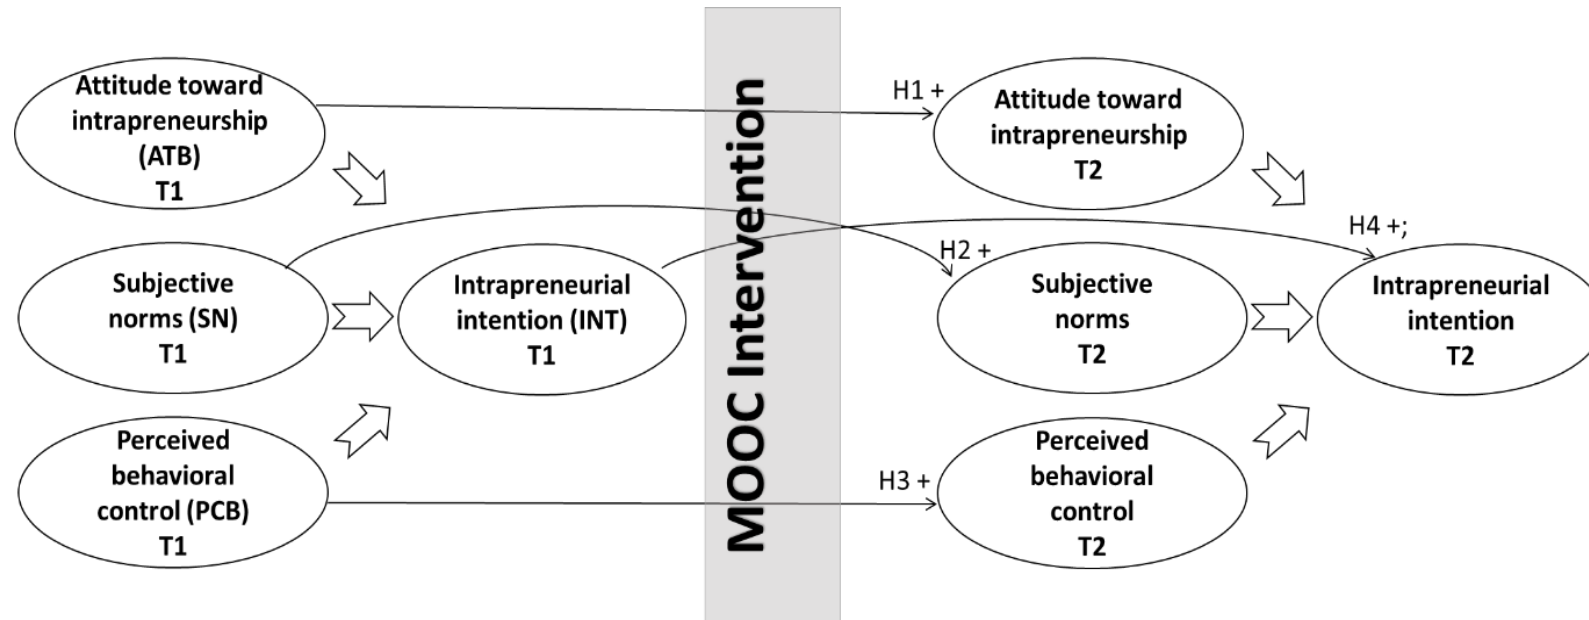 Attitude toward
intrapreneurship
(ATB)
T1
Subjective
norms (SN)
T1
Perceived
behavioral
control (PCB)
T1
Intrapreneurial
intention (INT)
T1
MOOC Intervention
H1 +
H2 +
H3 +
H4 +;
Attitude toward
intrapreneurship
T2
Subjective
norms
T2
Perceived
behavioral
control
T2
Intrapreneurial
intention
T2